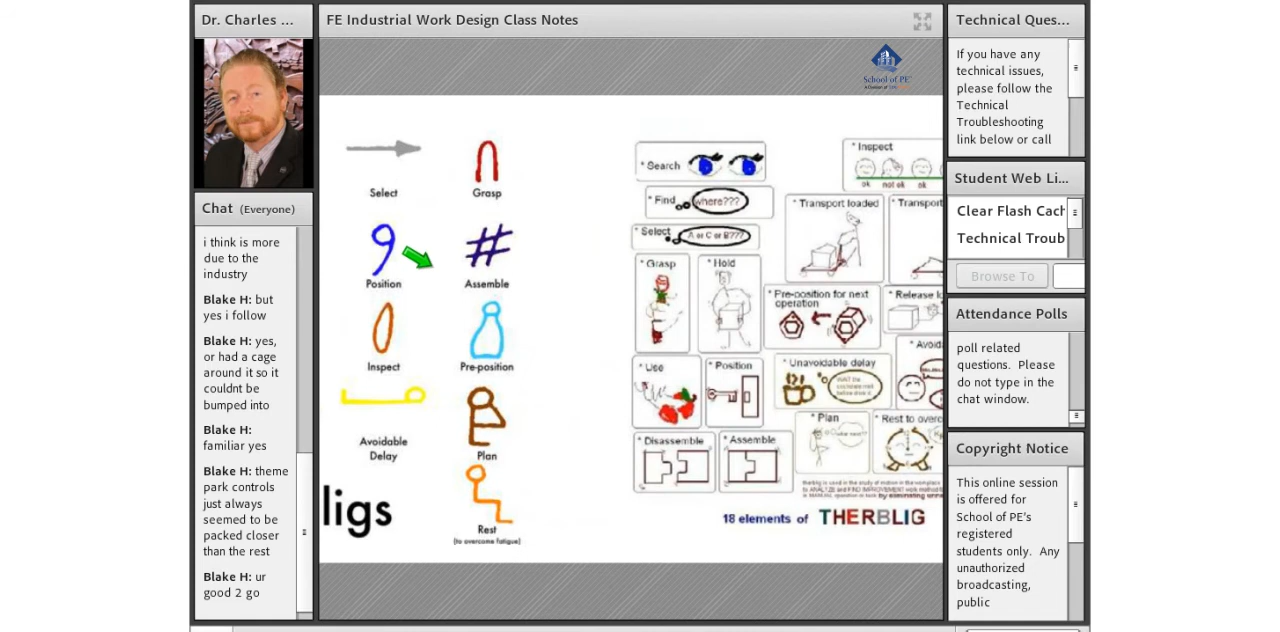 Dr. Charles ...
FE Industrial Work Design Class Notes
Technical Ques...
If you have any
technical issues,
please follow the
Technical
Troubleshooting
link below or call
Student Web Li...
Clear Flash Cach
Technical Troub
Browse To
Attendance Polls
poll related
questions. Please
do not type in the
chat window.
Copyright Notice
This online session
is offered for
School of PE's
registered
students only. Any
unauthorized
broadcasting,
public
Chat (Everyone)
i think is more
due to the
industry
Blake H: but
yes i follow
Blake H: yes,
or had a cage
around it so it
couldnt be
bumped into
Blake H:
familiar yes
Blake H: theme
park controls
just always
seemed to be
packed closer
than the rest
Blake H: ur
good 2 go
School of PE
Select
Grasp
Position
Assemble
Inspect
Pre-position
Avoidable
Delay
Plan
Rest
(to overcome fatigue)
ligs
* Search
* Find
where???
* Select
A or C or B???
* Grasp
* Hold
* Use
* Position
* Disassemble
* Assemble
* Inspect
ok not ok ok
* Transport loaded
* Transport
* Pre-position for next
operation
* Release l
* Unavoidable delay
* Avoid
* Plan
* Rest to overc
18 elements of THERBLIG